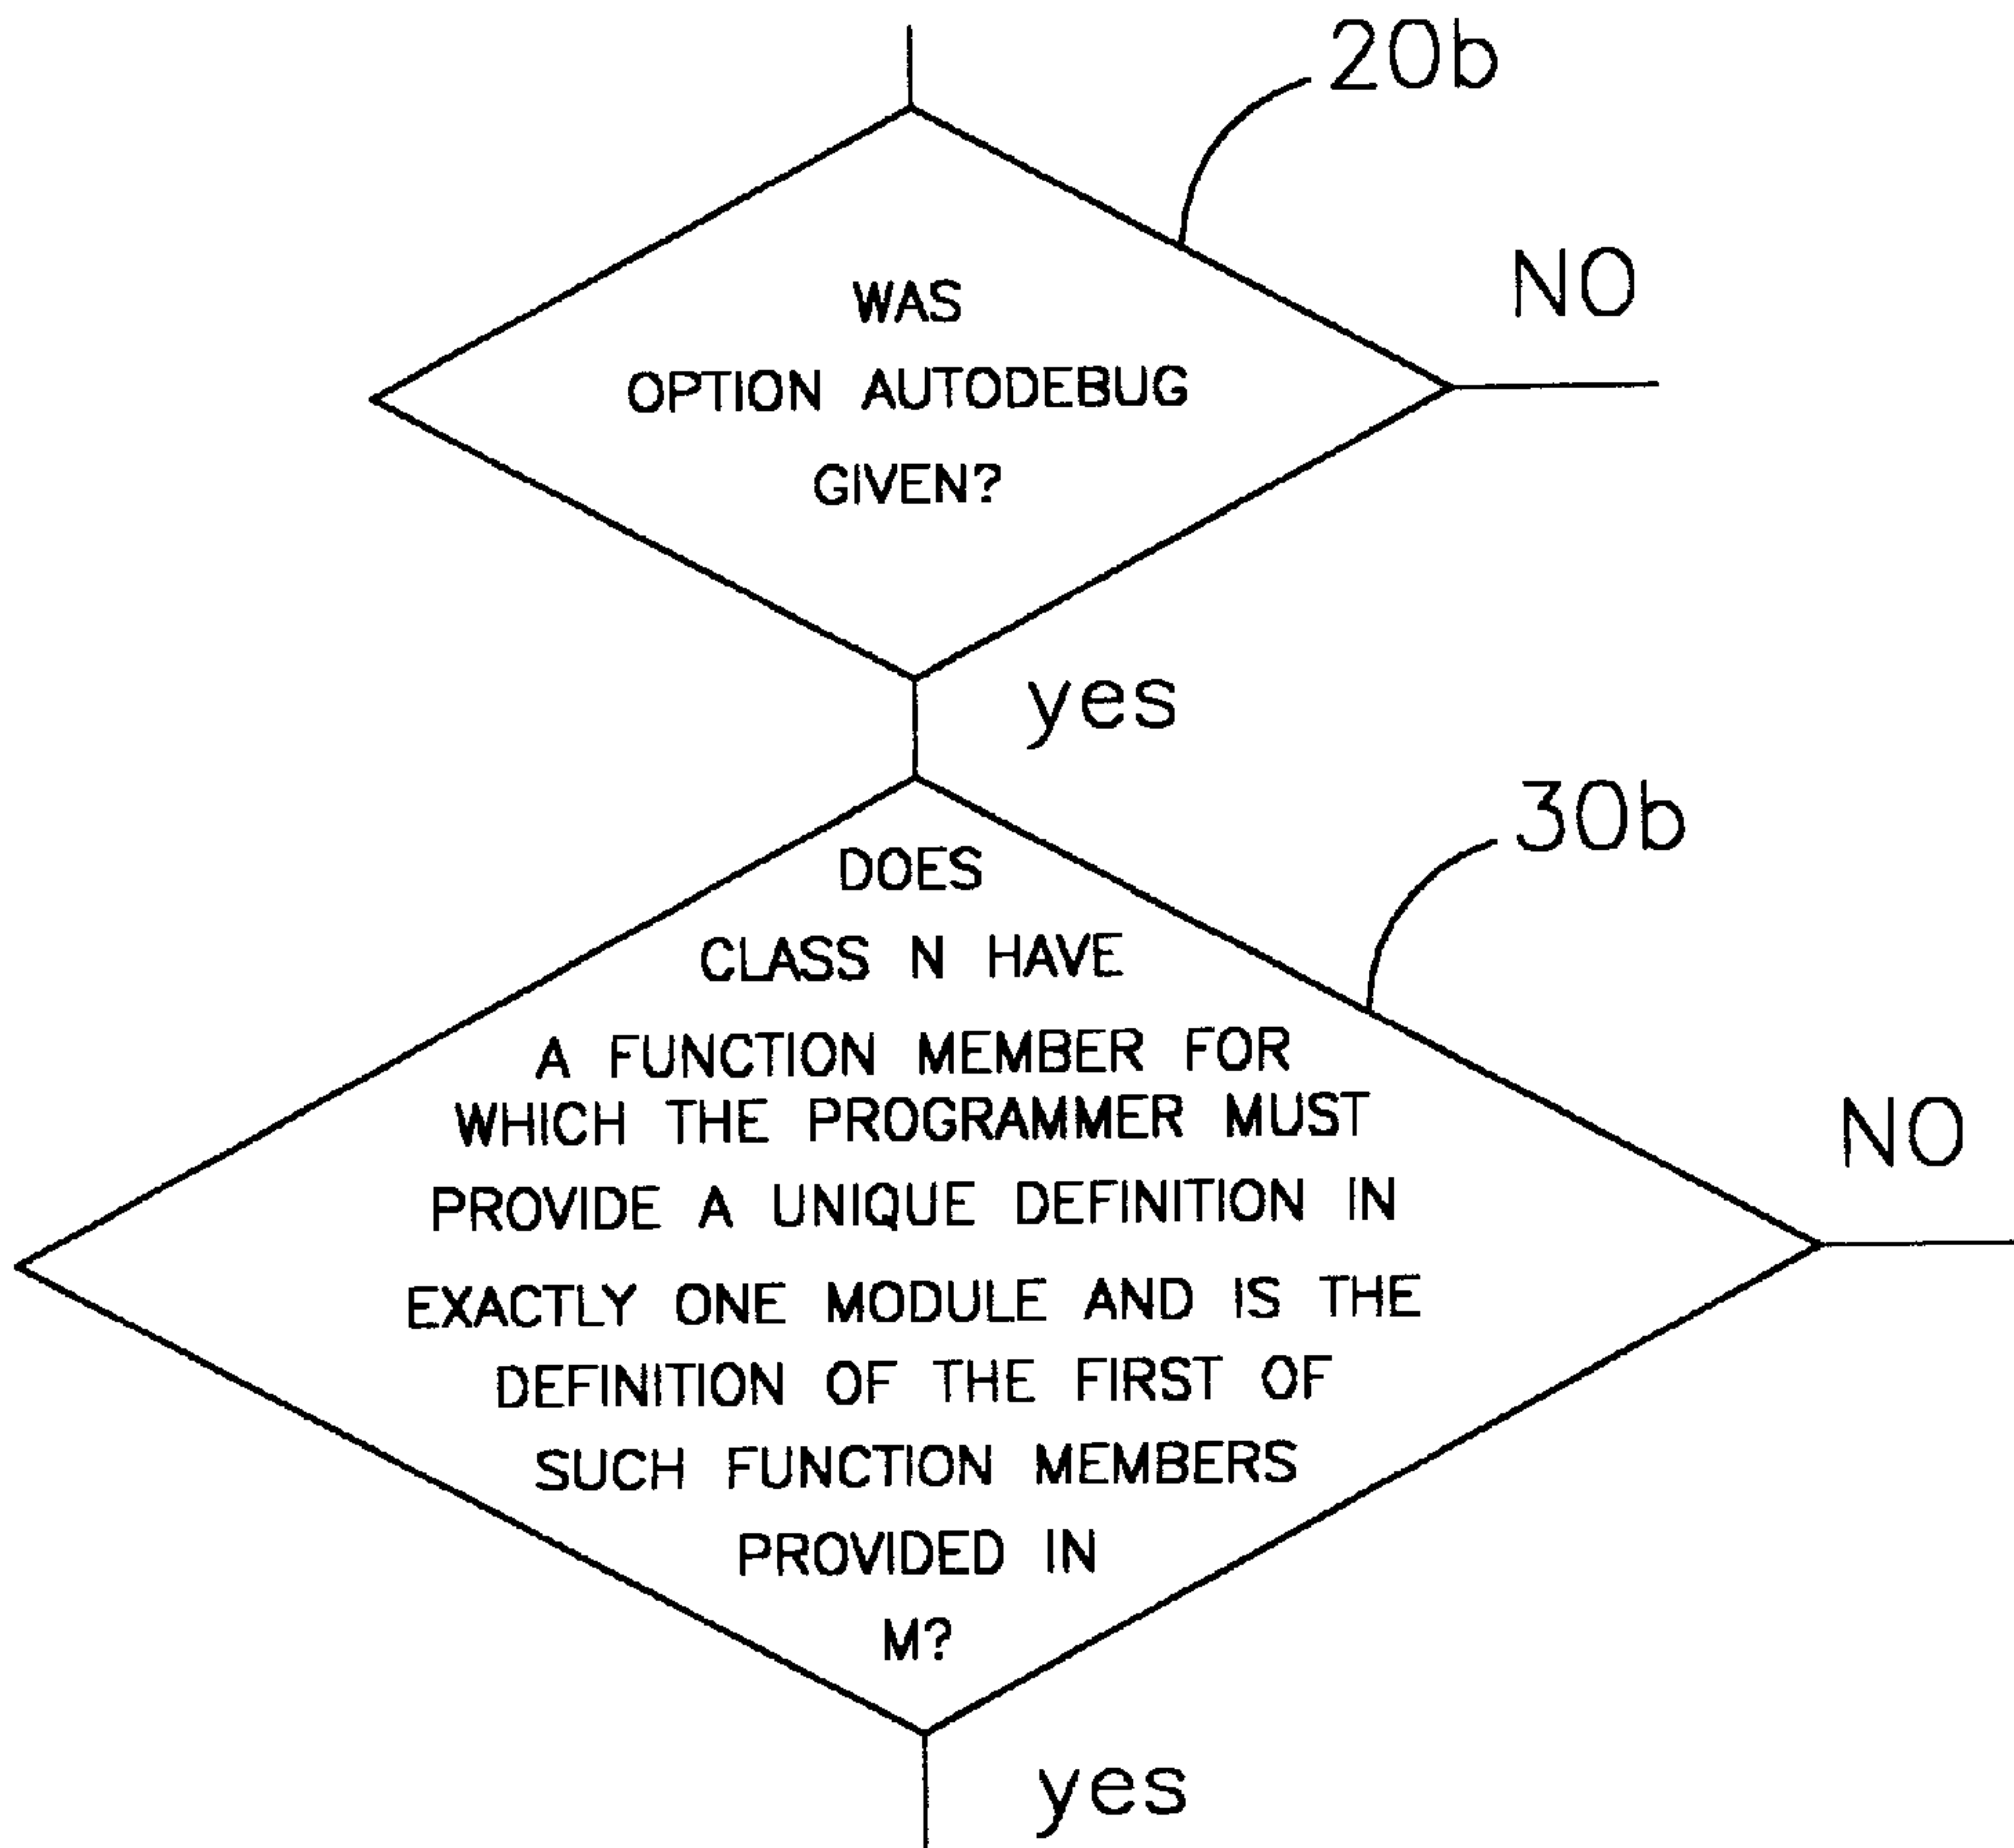 20b
WAS
OPTION AUTODEBUG
GIVEN?
NO
yes
30b
DOES
CLASS N HAVE
A FUNCTION MEMBER FOR
WHICH THE PROGRAMMER MUST
PROVIDE A UNIQUE DEFINITION IN
EXACTLY ONE MODULE AND IS THE
DEFINITION OF THE FIRST OF
SUCH FUNCTION MEMBERS
PROVIDED IN
M?
NO
yes